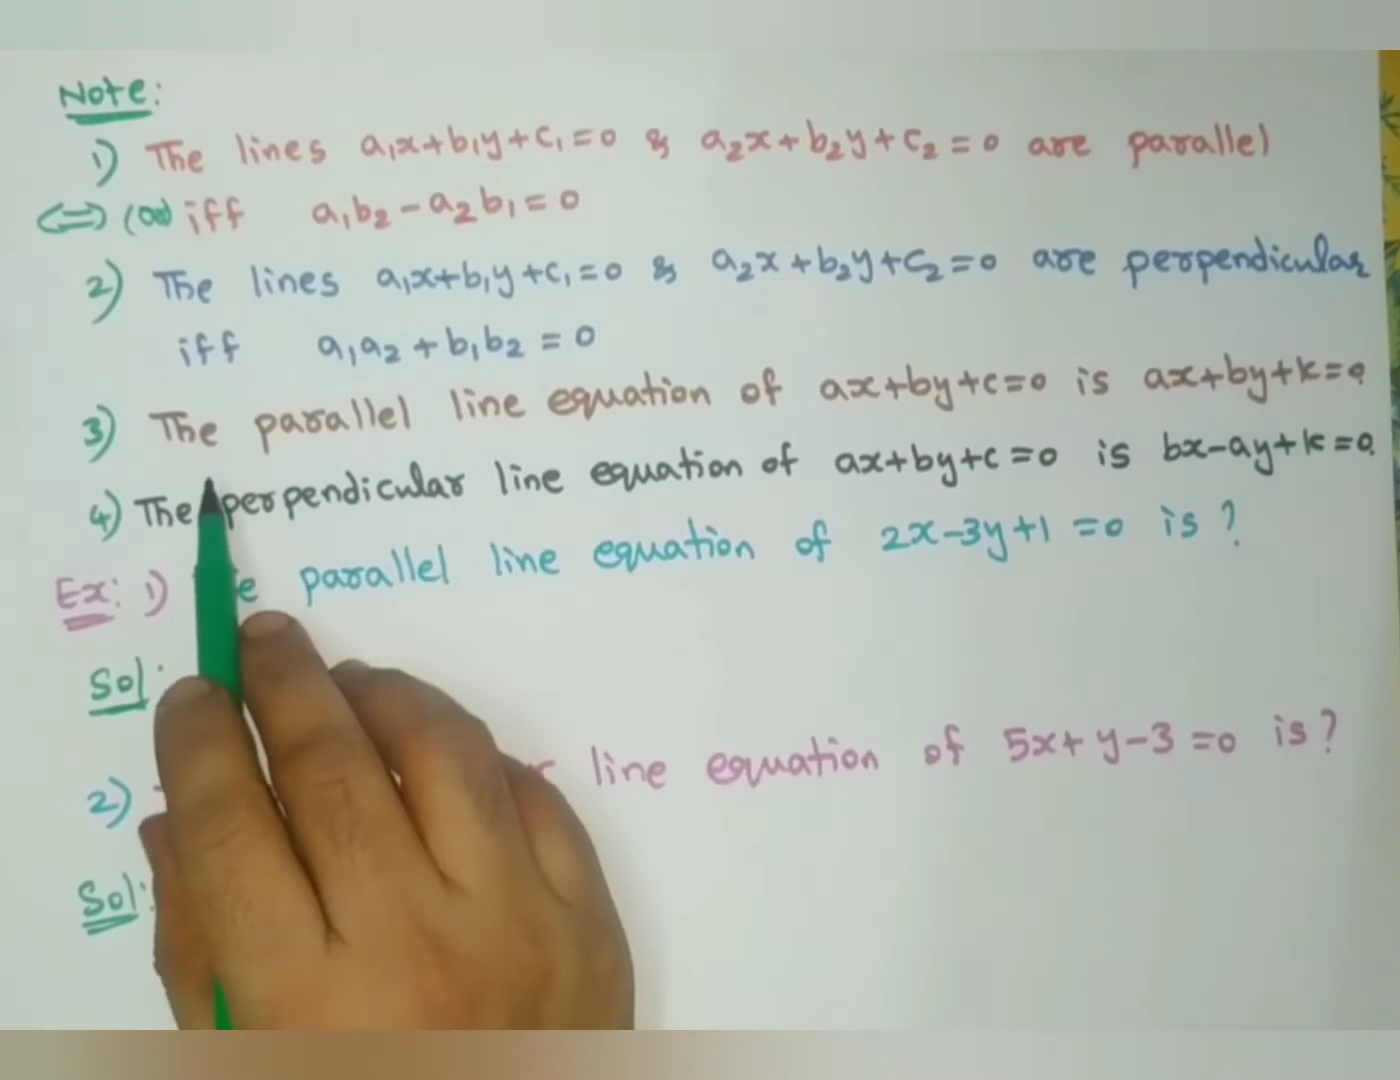 Note:
1) The lines a₁x+b₁y+c₁=0 & a₂x+b₂y+c₂=0 are parallel
⇔ (or) iff a₁b₂-a₂b₁=0
2) The lines a₁x+b₁y+c₁=0 & a₂x+b₂y+c₂=0 are perpendicular
iff a₁a₂+b₁b₂=0
3) The parallel line equation of ax+by+c=0 is ax+by+k=0.
4) The perpendicular line equation of ax+by+c=0 is bx-ay+k=0.
Ex: 1) parallel line equation of 2x-3y+1=0 is?
Sol:
2) line equation of 5x+y-3=0 is?
Sol: